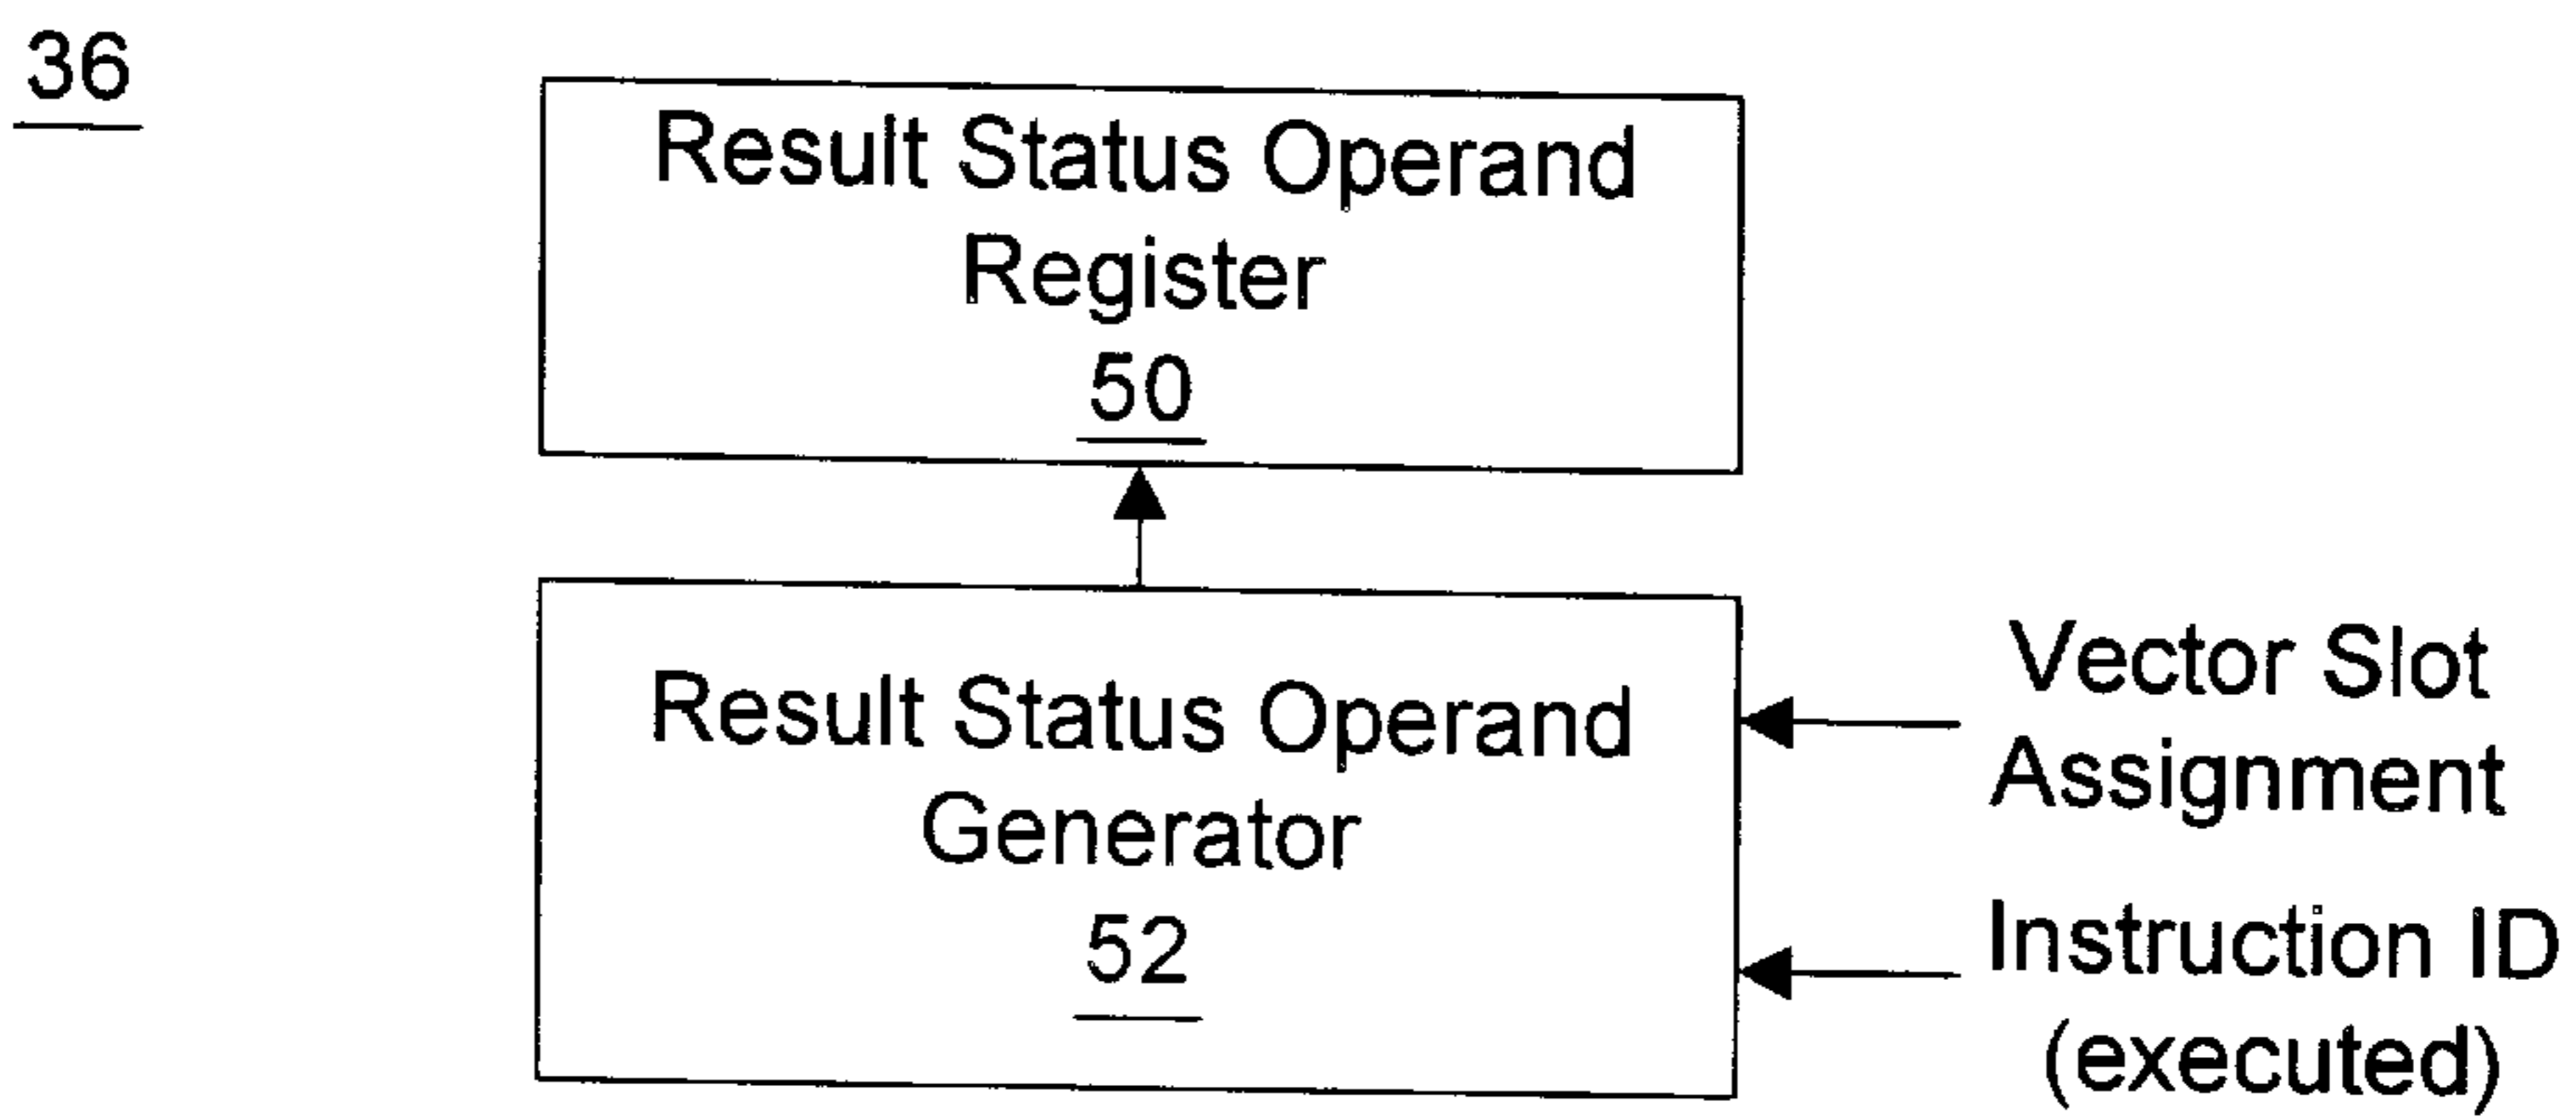 36
Result Status Operand
Register
50
Result Status Operand
Generator
52
Vector Slot
Assignment
Instruction ID
(executed)